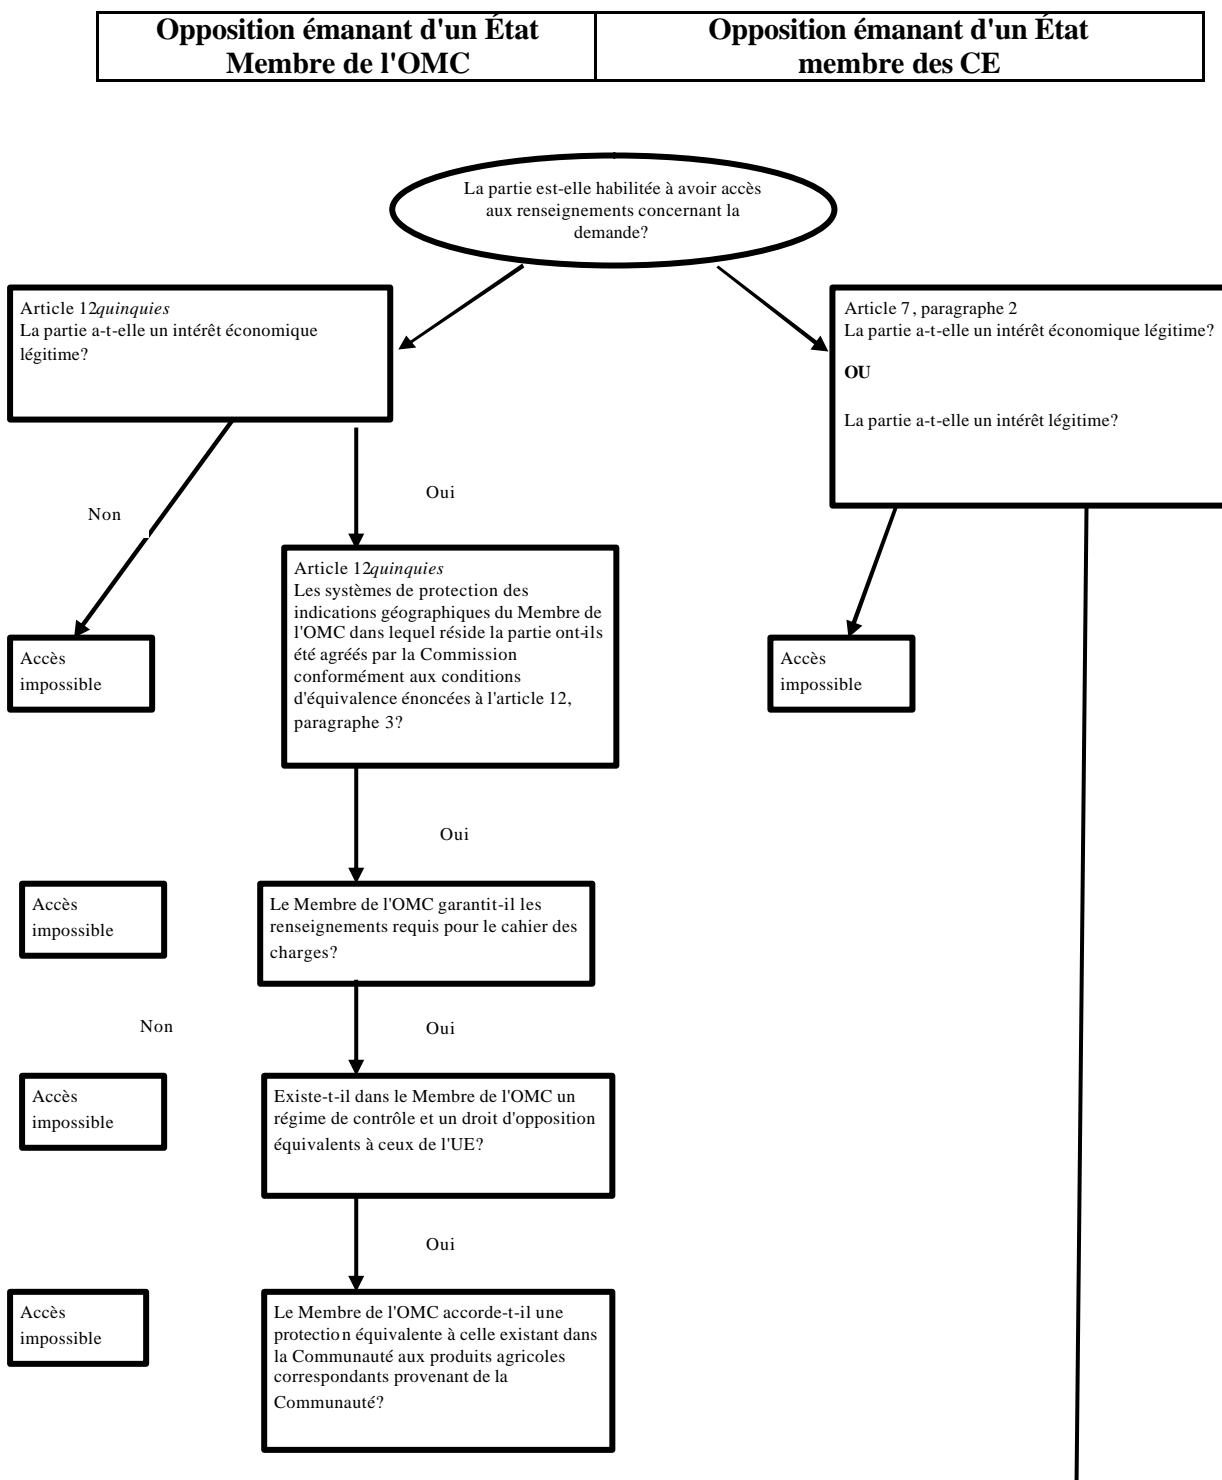 Opposition émanant d'un État
Membre de l'OMC
Opposition émanant d'un État
membre des CE
La partie est-elle habilitée à avoir accès
aux renseignements concernant la
demande?
Article 12quinquies
La partie a-t-elle un intérêt économique
légitime?
Article 7, paragraphe 2
La partie a-t-elle un intérêt économique légitime?
OU
La partie a-t-elle un intérêt légitime?
Non
Oui
Article 12quinquies
Les systèmes de protection des
indications géographiques du Membre de
l'OMC dans lequel réside la partie ont-ils
été agréés par la Commission
conformément aux conditions
d'équivalence énoncées à l'article 12,
paragraphe 3?
Accès
impossible
Accès
impossible
Oui
Accès
impossible
Le Membre de l'OMC garantit-il les
renseignements requis pour le cahier des
charges?
Non
Oui
Accès
impossible
Existe-t-il dans le Membre de l'OMC un
régime de contrôle et un droit d'opposition
équivalents à ceux de l'UE?
Oui
Accès
impossible
Le Membre de l'OMC accorde-t-il une
protection équivalente à celle existant dans
la Communauté aux produits agricoles
correspondants provenant de la
Communauté?